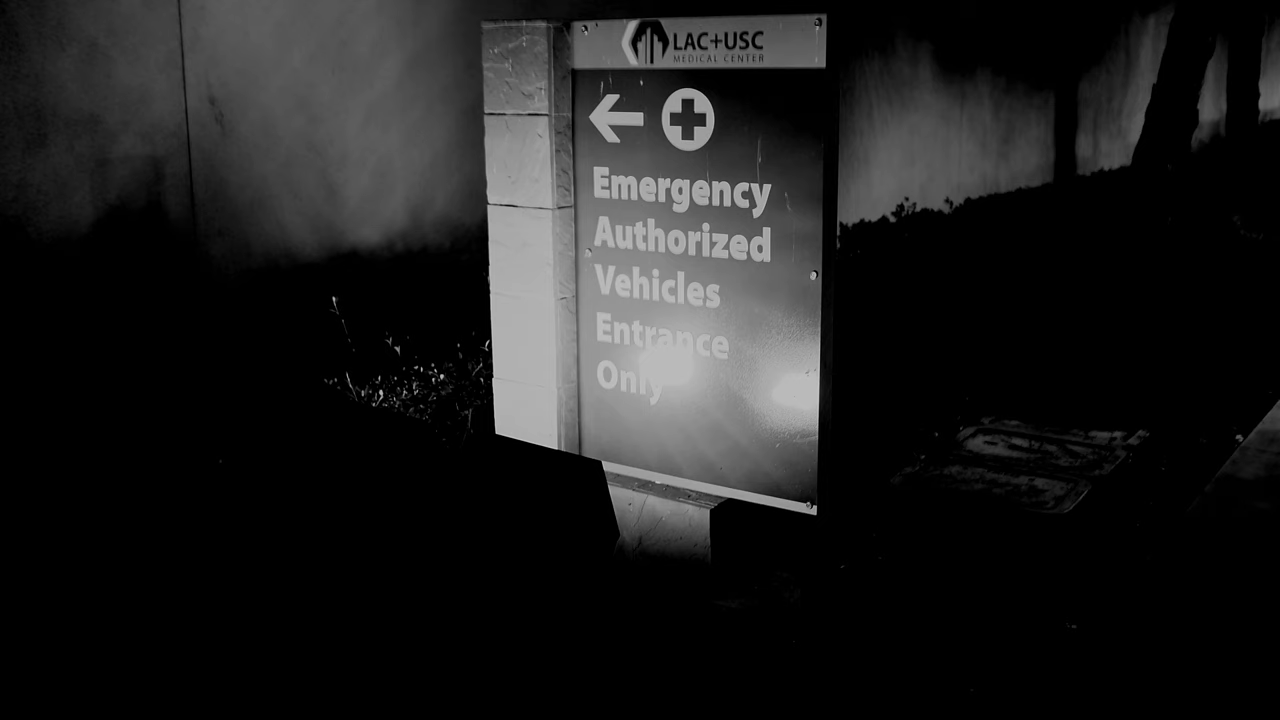 LAC+USC
MEDICAL CENTER
Emergency
Authorized
Vehicles
Entrance
Only